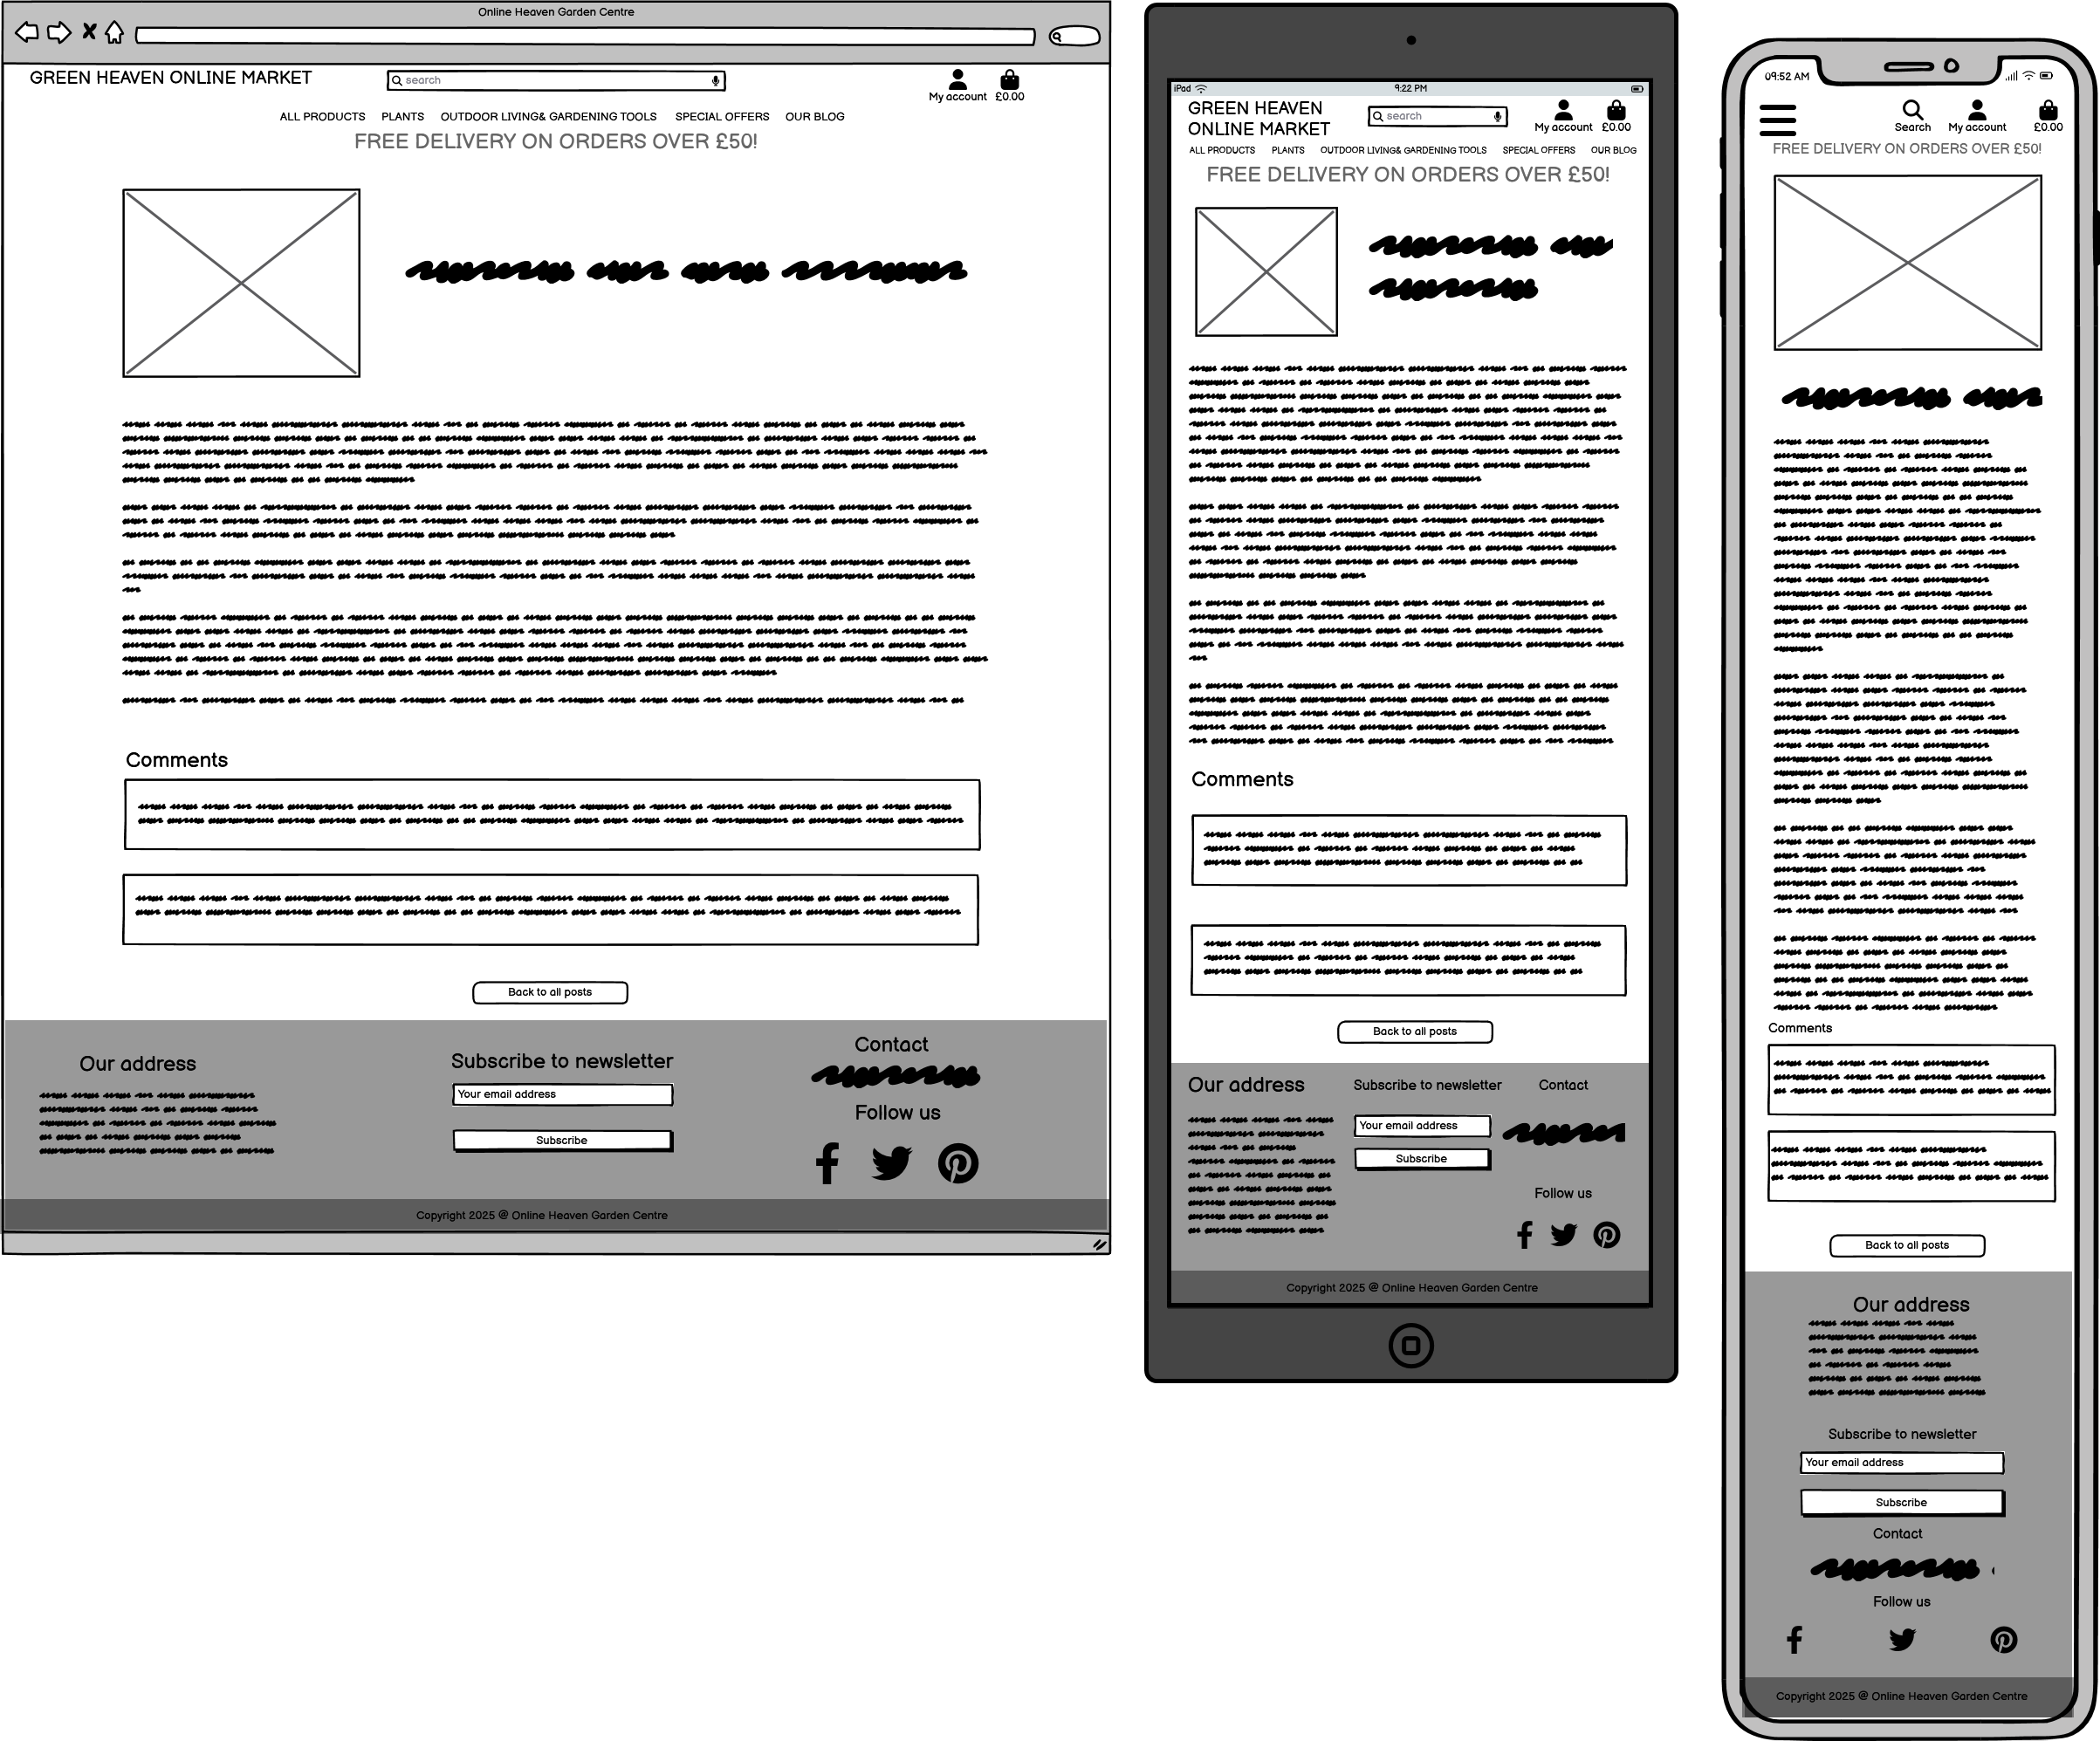 Online Heaven Garden Centre
GREEN HEAVEN ONLINE MARKET
search
My account £0.00
ALL PRODUCTS PLANTS OUTDOOR LIVING& GARDENING TOOLS SPECIAL OFFERS OUR BLOG
FREE DELIVERY ON ORDERS OVER £50!
Comments
Back to all posts
Our address
Subscribe to newsletter
Your email address
Subscribe
Contact
Follow us
Copyright 2025 @ Online Heaven Garden Centre
iPad 9:22 PM
GREEN HEAVEN
ONLINE MARKET
search
My account £0.00
ALL PRODUCTS PLANTS OUTDOOR LIVING& GARDENING TOOLS SPECIAL OFFERS OUR BLOG
FREE DELIVERY ON ORDERS OVER £50!
Comments
Back to all posts
Our address
Subscribe to newsletter
Your email address
Subscribe
Contact
Follow us
Copyright 2025 @ Online Heaven Garden Centre
09:52 AM
Search My account £0.00
FREE DELIVERY ON ORDERS OVER £50!
Comments
Back to all posts
Our address
Subscribe to newsletter
Your email address
Subscribe
Contact
Follow us
Copyright 2025 @ Online Heaven Garden Centre